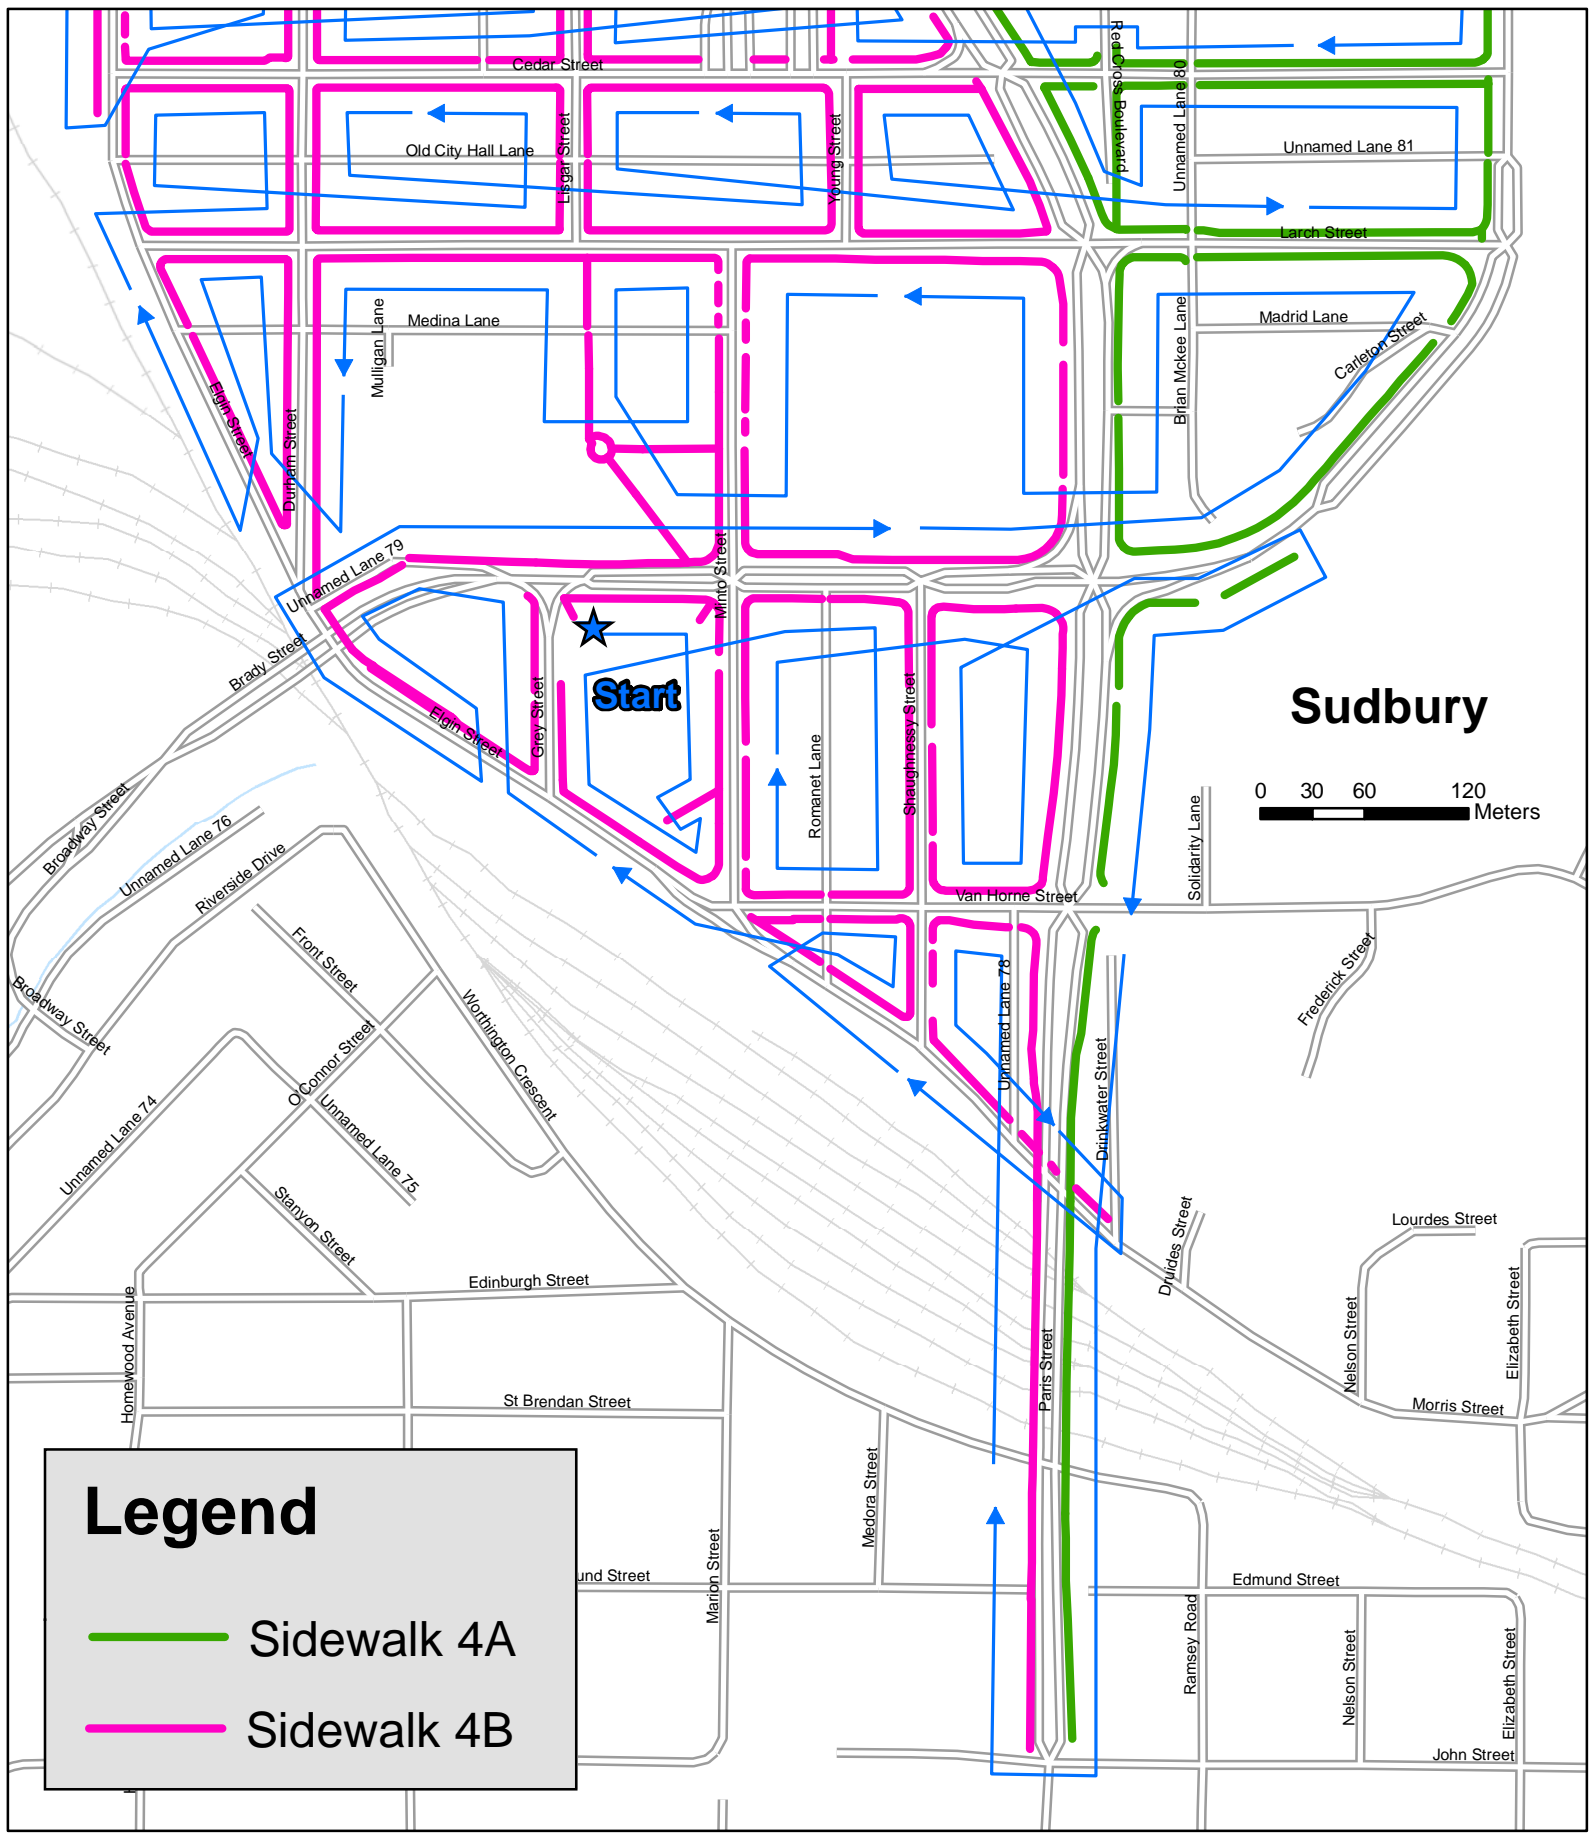 Cedar Street
Red Cross Boulevard
Unnamed Lane 80
Old City Hall Lane
Lisgar Street
Young Street
Unnamed Lane 81
Larch Street
Medina Lane
Mulligan Lane
Madrid Lane
Carleton Street
Brian Mckee Lane
Elgin Street
Durham Street
Unnamed Lane 79
Minto Street
Brady Street
Start
Sudbury
Elgin Street
Grey Street
Romanet Lane
Shaughnessy Street
0 30 60 120
Meters
Broadway Street
Unnamed Lane 76
Riverside Drive
Solidarity Lane
Van Horne Street
Front Street
Broadway Street
Worthington Crescent
Unnamed Lane 78
Frederick Street
O'Connor Street
Drinkwater Street
Unnamed Lane 74
Unnamed Lane 75
Stanyon Street
Druides Street
Lourdes Street
Edinburgh Street
Homewood Avenue
Paris Street
Nelson Street
Elizabeth Street
St Brendan Street
Morris Street
Medora Street
Marion Street
und Street
Edmund Street
Ramsey Road
Nelson Street
Elizabeth Street
John Street
Legend
Sidewalk 4A
Sidewalk 4B